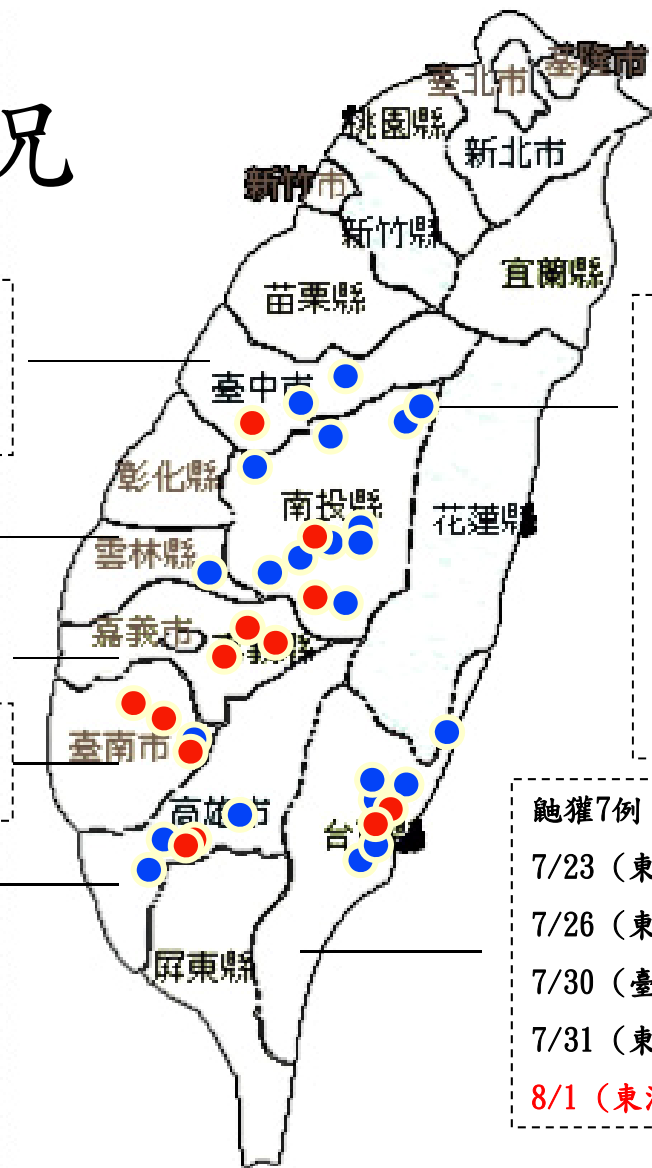 況
基隆市
臺北市
桃園縣
新北市
新竹市
新竹縣
宜蘭縣
苗栗縣
臺中市
彰化縣
南投縣
花蓮縣
雲林縣
嘉義市
縣
臺南市
高雄市
台
屏東縣
鼬獾7例
7/23（東
7/26（東
7/30（臺
7/31（東
8/1（東